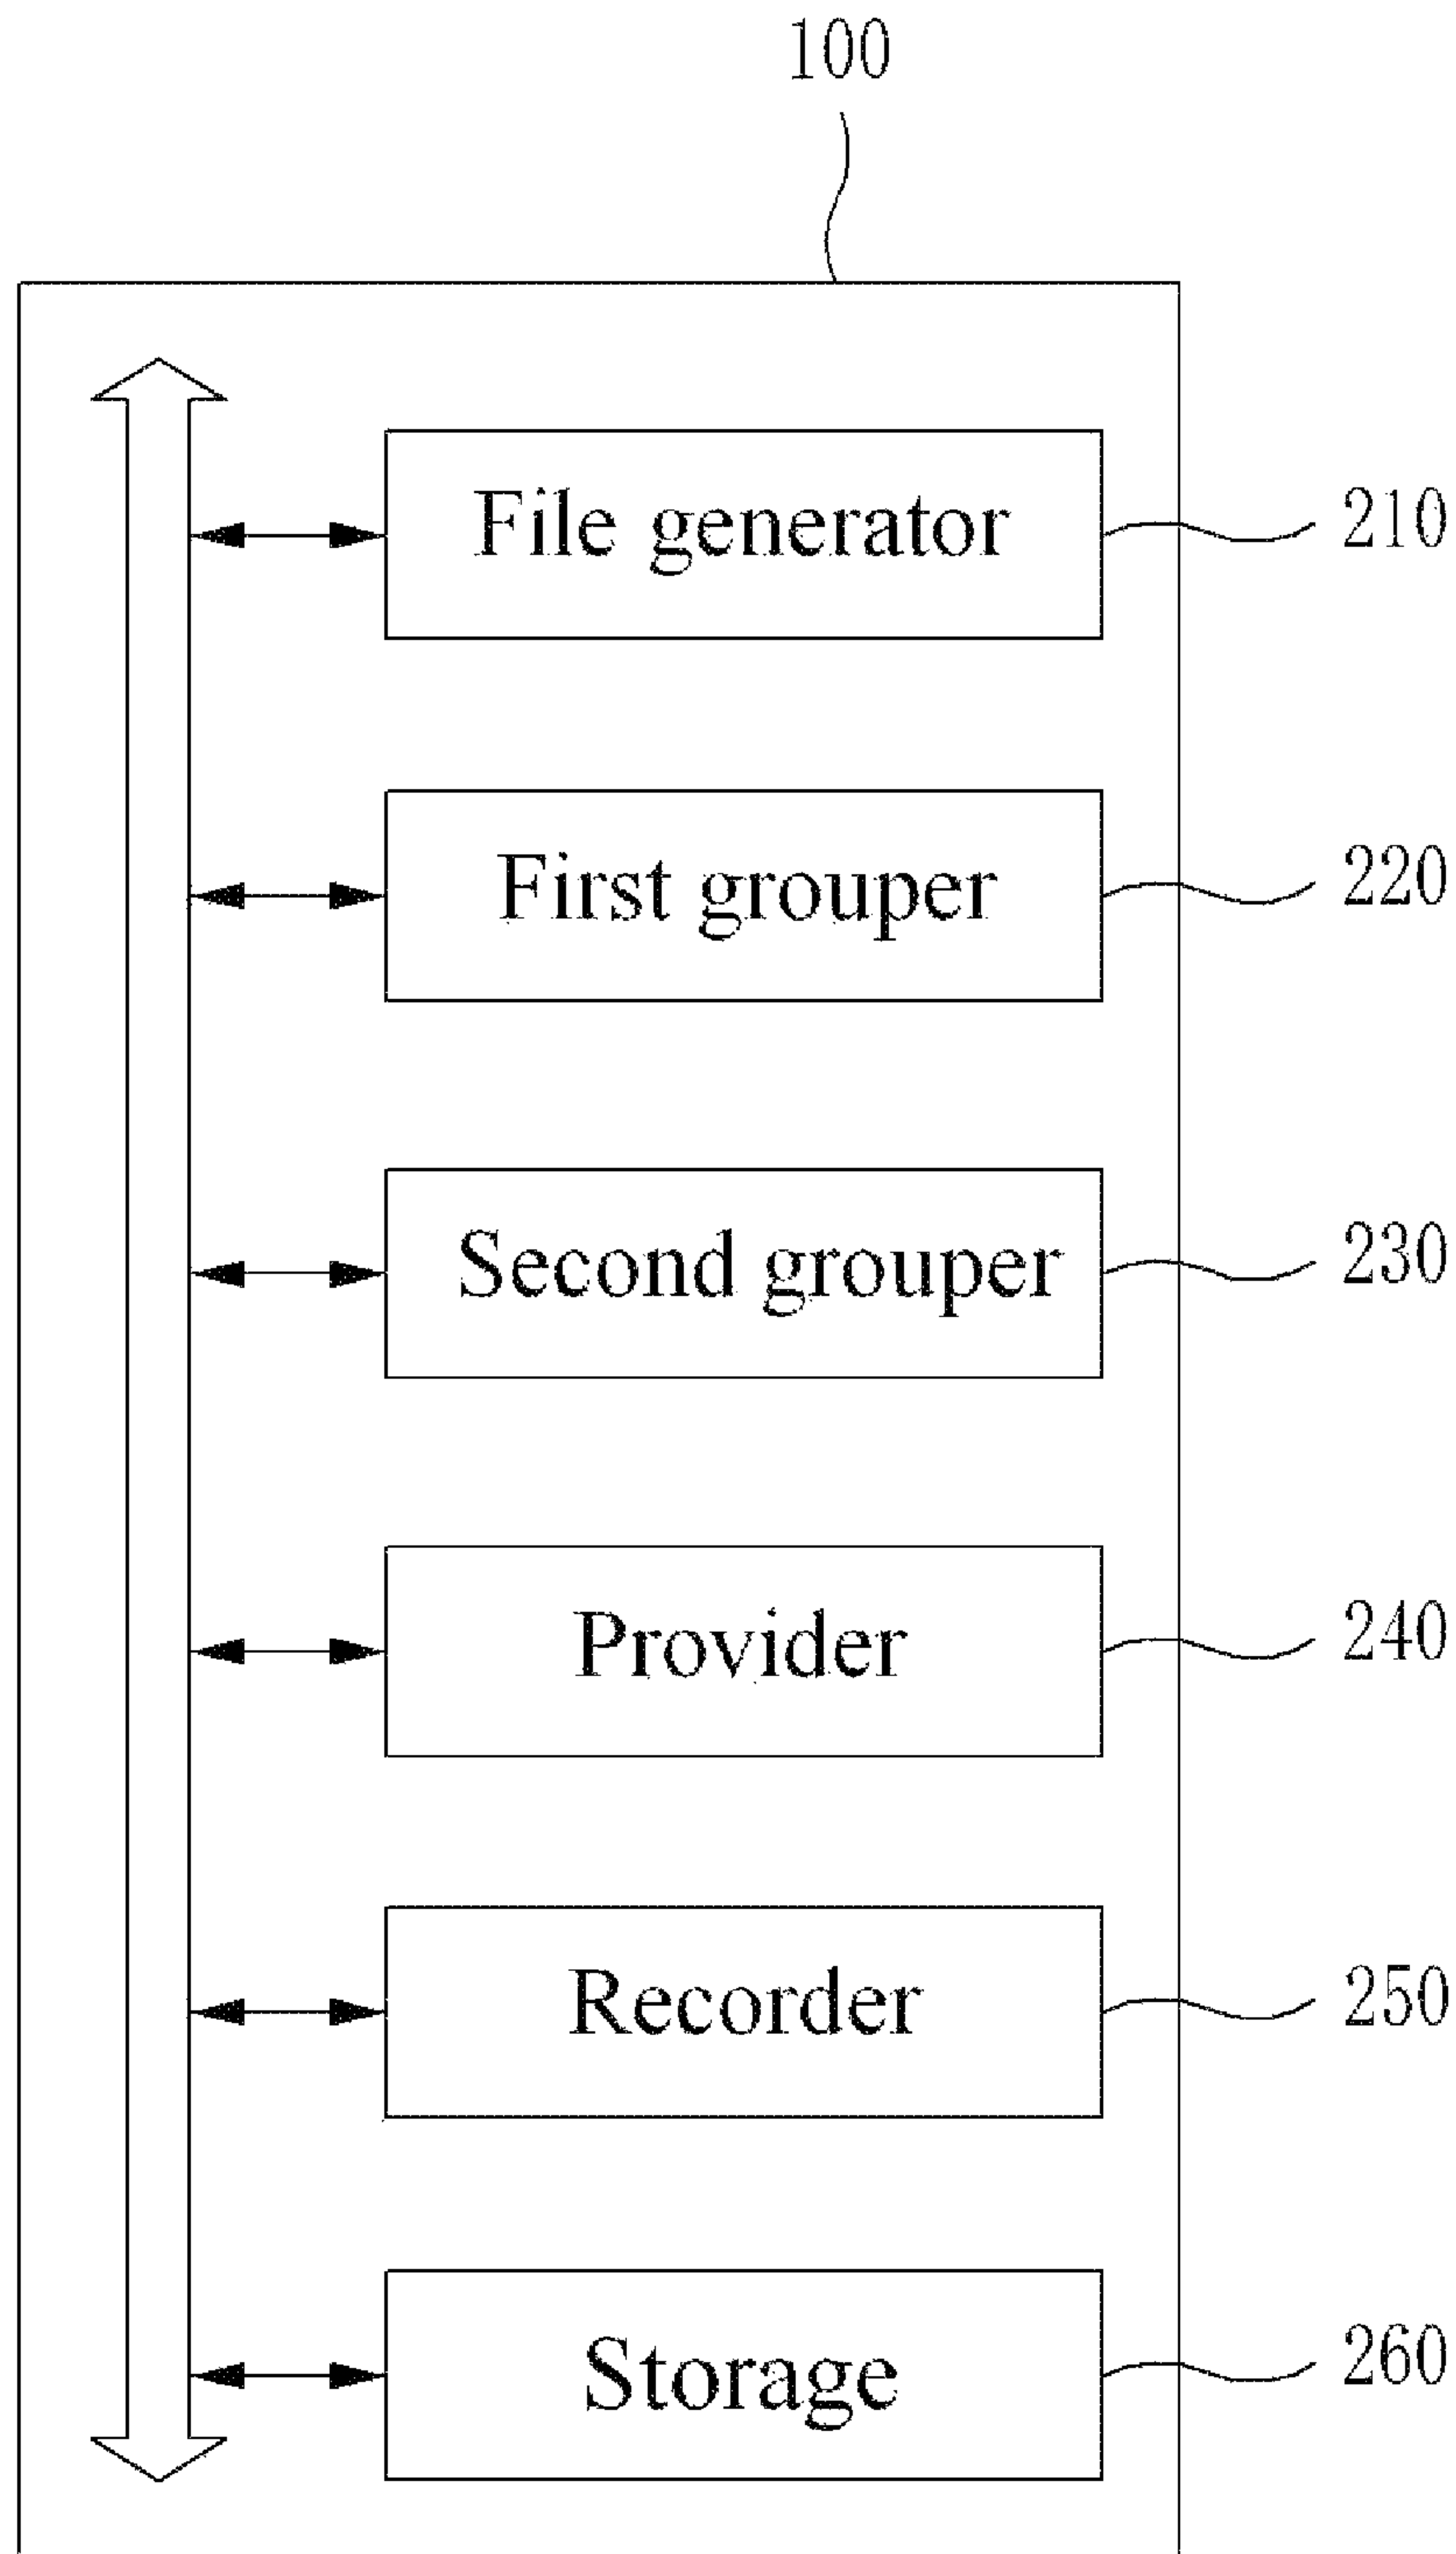 100
File generator
210
First grouper
220
Second grouper
230
Provider
240
Recorder
250
Storage
260